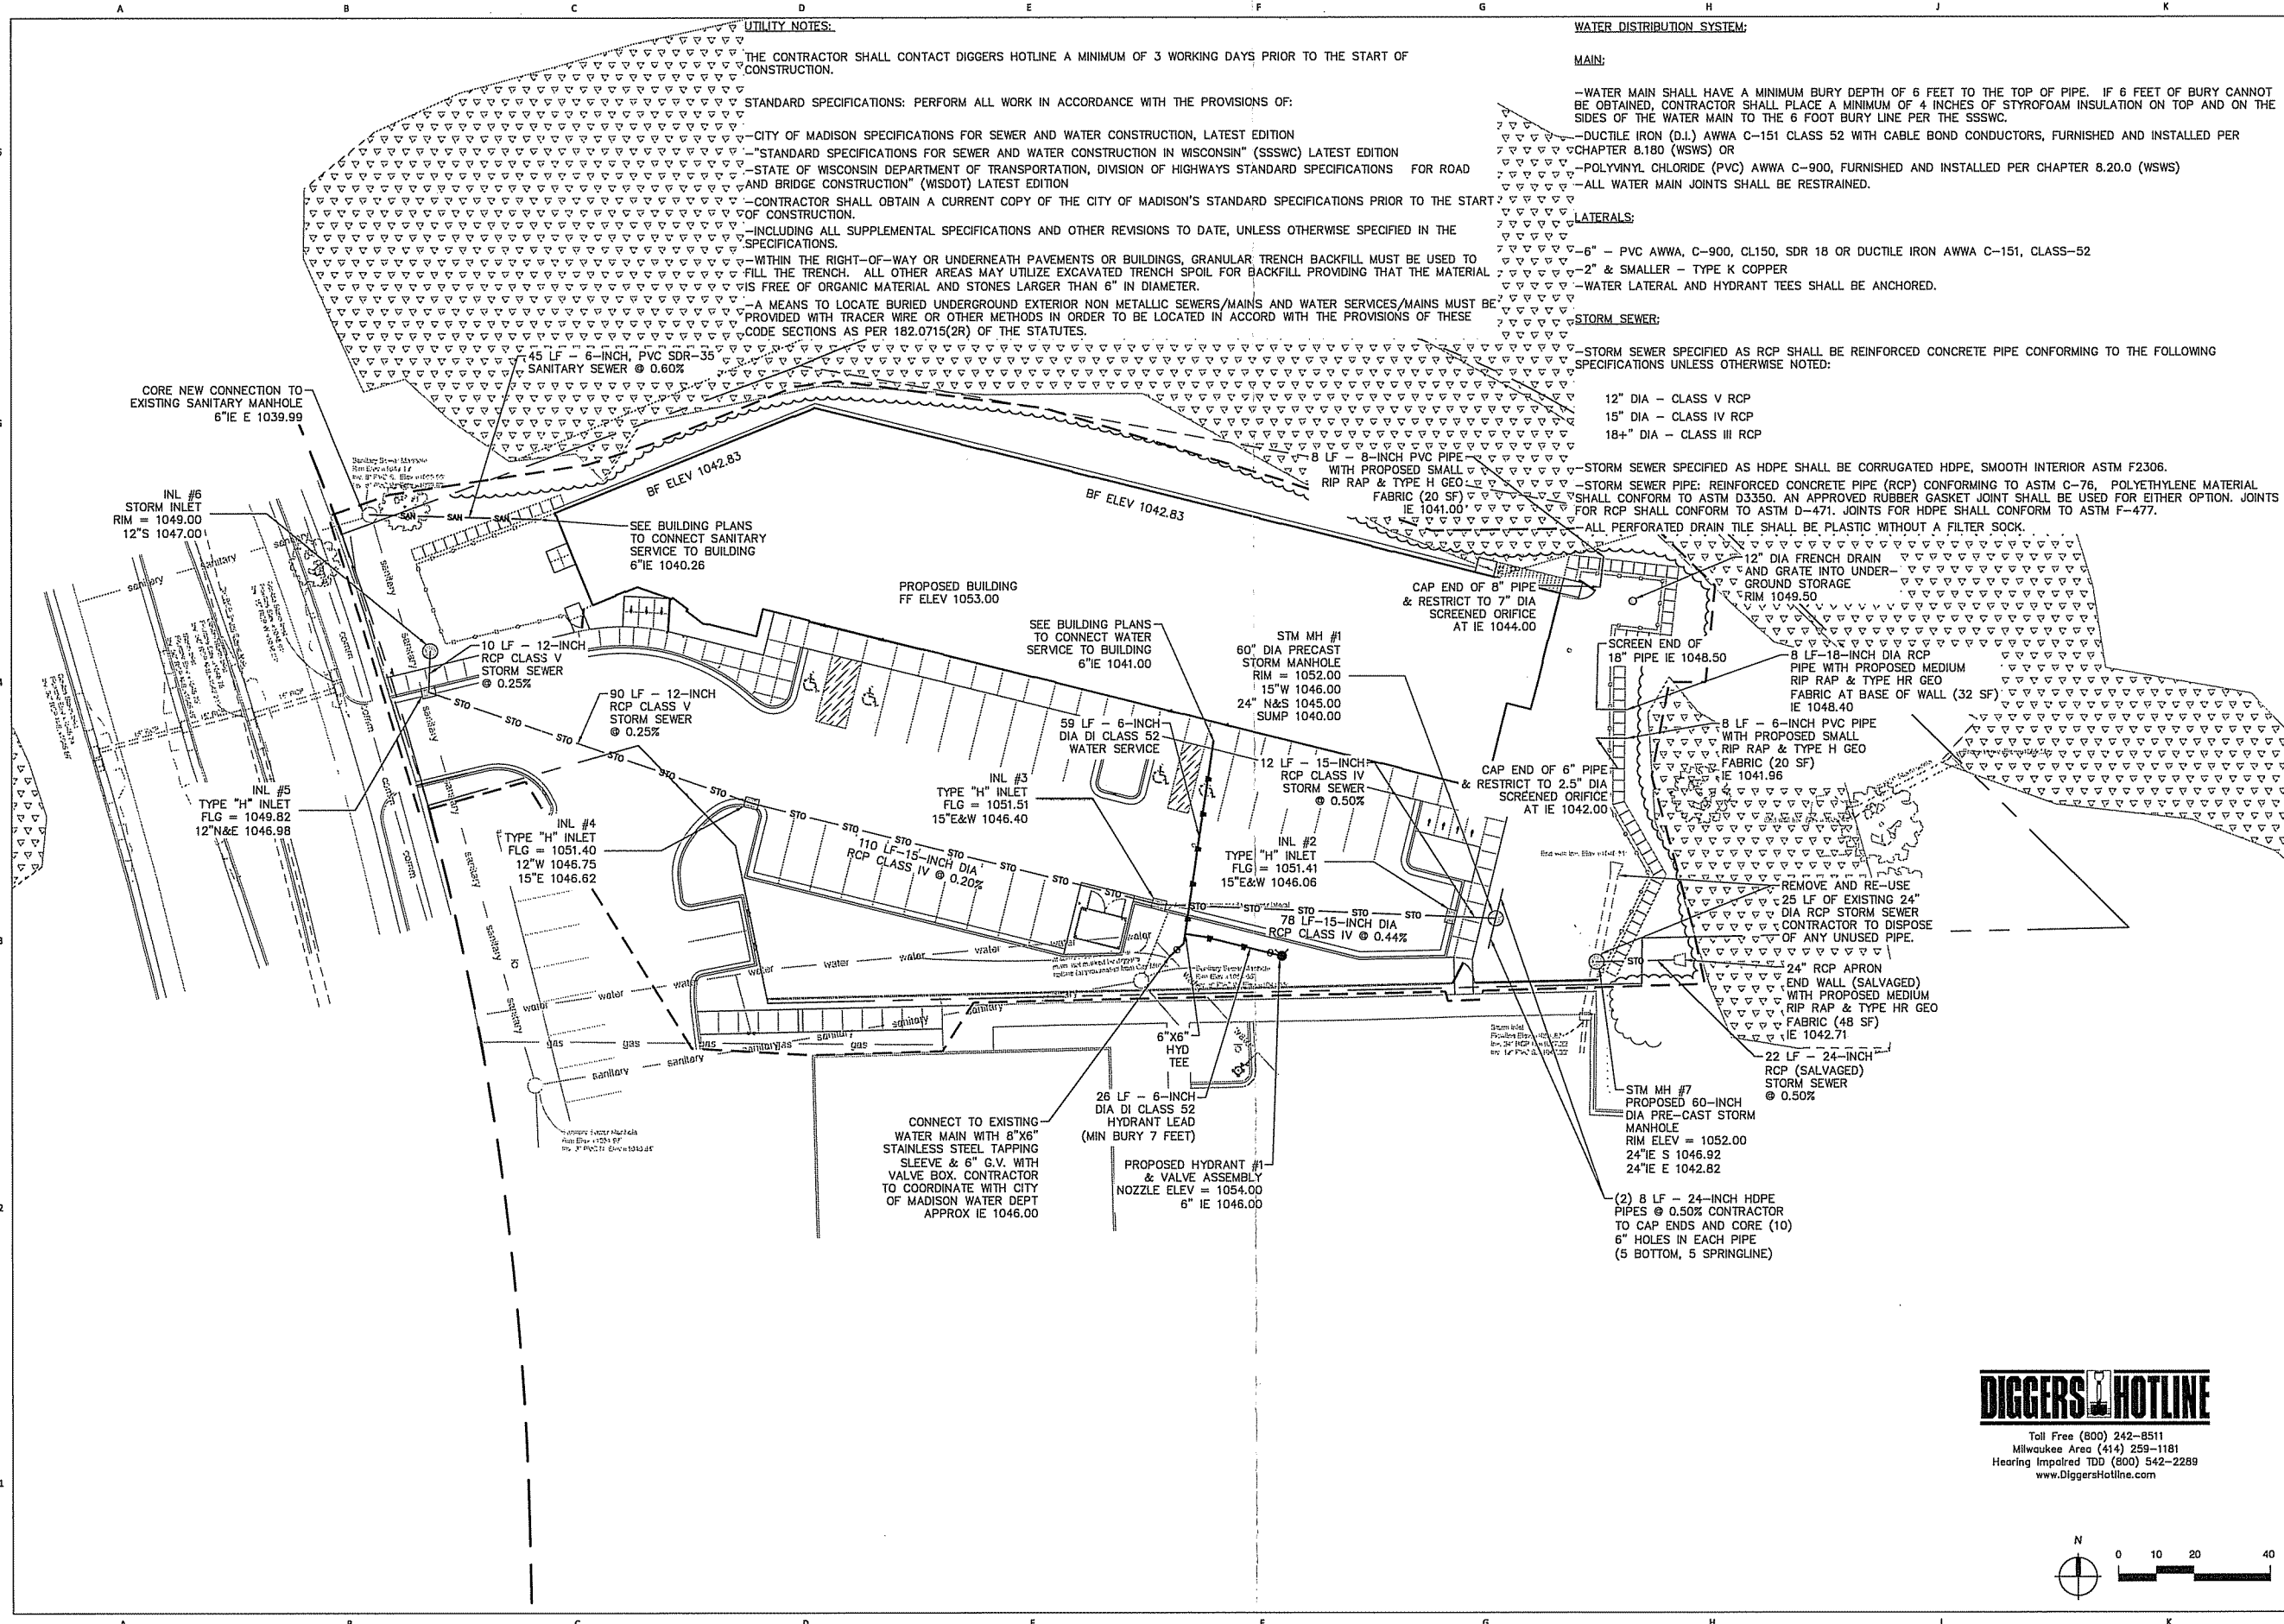 A B C D E F G H J K
UTILITY NOTES:
THE CONTRACTOR SHALL CONTACT DIGGERS HOTLINE A MINIMUM OF 3 WORKING DAYS PRIOR TO THE START OF
CONSTRUCTION.
STANDARD SPECIFICATIONS: PERFORM ALL WORK IN ACCORDANCE WITH THE PROVISIONS OF:
-CITY OF MADISON SPECIFICATIONS FOR SEWER AND WATER CONSTRUCTION, LATEST EDITION
-"STANDARD SPECIFICATIONS FOR SEWER AND WATER CONSTRUCTION IN WISCONSIN" (SSSWC) LATEST EDITION
-STATE OF WISCONSIN DEPARTMENT OF TRANSPORTATION, DIVISION OF HIGHWAYS STANDARD SPECIFICATIONS FOR ROAD
AND BRIDGE CONSTRUCTION" (WISDOT) LATEST EDITION
-CONTRACTOR SHALL OBTAIN A CURRENT COPY OF THE CITY OF MADISON'S STANDARD SPECIFICATIONS PRIOR TO THE START
OF CONSTRUCTION.
-INCLUDING ALL SUPPLEMENTAL SPECIFICATIONS AND OTHER REVISIONS TO DATE, UNLESS OTHERWISE SPECIFIED IN THE
SPECIFICATIONS.
-WITHIN THE RIGHT-OF-WAY OR UNDERNEATH PAVEMENTS OR BUILDINGS, GRANULAR TRENCH BACKFILL MUST BE USED TO
FILL THE TRENCH. ALL OTHER AREAS MAY UTILIZE EXCAVATED TRENCH SPOIL FOR BACKFILL PROVIDING THAT THE MATERIAL
IS FREE OF ORGANIC MATERIAL AND STONES LARGER THAN 6" IN DIAMETER.
-A MEANS TO LOCATE BURIED UNDERGROUND EXTERIOR NON METALLIC SEWERS/MAINS AND WATER SERVICES/MAINS MUST BE
PROVIDED WITH TRACER WIRE OR OTHER METHODS IN ORDER TO BE LOCATED IN ACCORD WITH THE PROVISIONS OF THESE
CODE SECTIONS AS PER 182.0715(2R) OF THE STATUTES.
WATER DISTRIBUTION SYSTEM:
MAIN:
-WATER MAIN SHALL HAVE A MINIMUM BURY DEPTH OF 6 FEET TO THE TOP OF PIPE. IF 6 FEET OF BURY CANNOT
BE OBTAINED, CONTRACTOR SHALL PLACE A MINIMUM OF 4 INCHES OF STYROFOAM INSULATION ON TOP AND ON THE
SIDES OF THE WATER MAIN TO THE 6 FOOT BURY LINE PER THE SSSWC.
-DUCTILE IRON (D.I.) AWWA C-151 CLASS 52 WITH CABLE BOND CONDUCTORS, FURNISHED AND INSTALLED PER
CHAPTER 8.180 (WSWS) OR
-POLYVINYL CHLORIDE (PVC) AWWA C-900, FURNISHED AND INSTALLED PER CHAPTER 8.20.0 (WSWS)
-ALL WATER MAIN JOINTS SHALL BE RESTRAINED.
LATERALS:
-6" - PVC AWWA, C-900, CL150, SDR 18 OR DUCTILE IRON AWWA C-151, CLASS-52
-2" & SMALLER - TYPE K COPPER
-WATER LATERAL AND HYDRANT TEES SHALL BE ANCHORED.
STORM SEWER:
-STORM SEWER SPECIFIED AS RCP SHALL BE REINFORCED CONCRETE PIPE CONFORMING TO THE FOLLOWING
SPECIFICATIONS UNLESS OTHERWISE NOTED:
12" DIA - CLASS V RCP
15" DIA - CLASS IV RCP
18+" DIA - CLASS III RCP
-STORM SEWER SPECIFIED AS HDPE SHALL BE CORRUGATED HDPE, SMOOTH INTERIOR ASTM F2306.
-STORM SEWER PIPE: REINFORCED CONCRETE PIPE (RCP) CONFORMING TO ASTM C-76, POLYETHYLENE MATERIAL
SHALL CONFORM TO ASTM D3350. AN APPROVED RUBBER GASKET JOINT SHALL BE USED FOR EITHER OPTION. JOINTS
FOR RCP SHALL CONFORM TO ASTM D-471. JOINTS FOR HDPE SHALL CONFORM TO ASTM F-477.
-ALL PERFORATED DRAIN TILE SHALL BE PLASTIC WITHOUT A FILTER SOCK.
45 LF - 6-INCH, PVC SDR-35
SANITARY SEWER @ 0.60%
CORE NEW CONNECTION TO
EXISTING SANITARY MANHOLE
6"IE E 1039.99
INL #6
STORM INLET
RIM = 1049.00
12"S 1047.00
SAN SAN SAN
BF ELEV 1042.83
BF ELEV 1042.83
SEE BUILDING PLANS
TO CONNECT SANITARY
SERVICE TO BUILDING
6"IE 1040.26
PROPOSED BUILDING
FF ELEV 1053.00
8 LF - 8-INCH PVC PIPE
WITH PROPOSED SMALL
RIP RAP & TYPE H GEO
FABRIC (20 SF)
IE 1041.00
CAP END OF 8" PIPE
& RESTRICT TO 7" DIA
SCREENED ORIFICE
AT IE 1044.00
12" DIA FRENCH DRAIN
AND GRATE INTO UNDER-
GROUND STORAGE
RIM 1049.50
SCREEN END OF
18" PIPE IE 1048.50
8 LF-18-INCH DIA RCP
PIPE WITH PROPOSED MEDIUM
RIP RAP & TYPE HR GEO
FABRIC AT BASE OF WALL (32 SF)
IE 1048.40
8 LF - 6-INCH PVC PIPE
WITH PROPOSED SMALL
RIP RAP & TYPE H GEO
FABRIC (20 SF)
IE 1041.96
SEE BUILDING PLANS
TO CONNECT WATER
SERVICE TO BUILDING
6"IE 1041.00
STM MH #1
60" DIA PRECAST
STORM MANHOLE
RIM = 1052.00
15"W 1046.00
24" N&S 1045.00
SUMP 1040.00
10 LF - 12-INCH
RCP CLASS V
STORM SEWER
@ 0.25%
90 LF - 12-INCH
RCP CLASS V
STORM SEWER
@ 0.25%
59 LF - 6-INCH
DIA DI CLASS 52
WATER SERVICE
12 LF - 15-INCH
RCP CLASS IV
STORM SEWER
@ 0.50%
CAP END OF 6" PIPE
& RESTRICT TO 2.5" DIA
SCREENED ORIFICE
AT IE 1042.00
INL #5
TYPE "H" INLET
FLG = 1049.82
12"N&E 1046.98
INL #4
TYPE "H" INLET
FLG = 1051.40
12"W 1046.75
15"E 1046.62
INL #3
TYPE "H" INLET
FLG = 1051.51
15"E&W 1046.40
INL #2
TYPE "H" INLET
FLG = 1051.41
15"E&W 1046.06
110 LF-15-INCH DIA
RCP CLASS IV @ 0.20%
78 LF-15-INCH DIA
RCP CLASS IV @ 0.44%
STO STO STO STO STO STO
STO STO STO STO STO STO
STO STO STO STO STO
STO
sanitary sanitary sanitary
sanitary sanitary sanitary
comm comm comm
water water water water water water
gas gas gas gas
sanitary sanitary sanitary sanitary
REMOVE AND RE-USE
25 LF OF EXISTING 24"
DIA RCP STORM SEWER
CONTRACTOR TO DISPOSE
OF ANY UNUSED PIPE.
24" RCP APRON
END WALL (SALVAGED)
WITH PROPOSED MEDIUM
RIP RAP & TYPE HR GEO
FABRIC (48 SF)
IE 1042.71
22 LF - 24-INCH
RCP (SALVAGED)
STORM SEWER
@ 0.50%
STM MH #7
PROPOSED 60-INCH
DIA PRE-CAST STORM
MANHOLE
RIM ELEV = 1052.00
24"IE S 1046.92
24"IE E 1042.82
(2) 8 LF - 24-INCH HDPE
PIPES @ 0.50% CONTRACTOR
TO CAP ENDS AND CORE (10)
6" HOLES IN EACH PIPE
(5 BOTTOM, 5 SPRINGLINE)
6"X6"
HYD
TEE
26 LF - 6-INCH
DIA DI CLASS 52
HYDRANT LEAD
(MIN BURY 7 FEET)
CONNECT TO EXISTING
WATER MAIN WITH 8"X6"
STAINLESS STEEL TAPPING
SLEEVE & 6" G.V. WITH
VALVE BOX. CONTRACTOR
TO COORDINATE WITH CITY
OF MADISON WATER DEPT
APPROX IE 1046.00
PROPOSED HYDRANT #1
& VALVE ASSEMBLY
NOZZLE ELEV = 1054.00
6" IE 1046.00
DIGGERS HOTLINE
Toll Free (800) 242-8511
Milwaukee Area (414) 259-1181
Hearing Impaired TDD (800) 542-2289
www.DiggersHotline.com
N
0 10 20 40